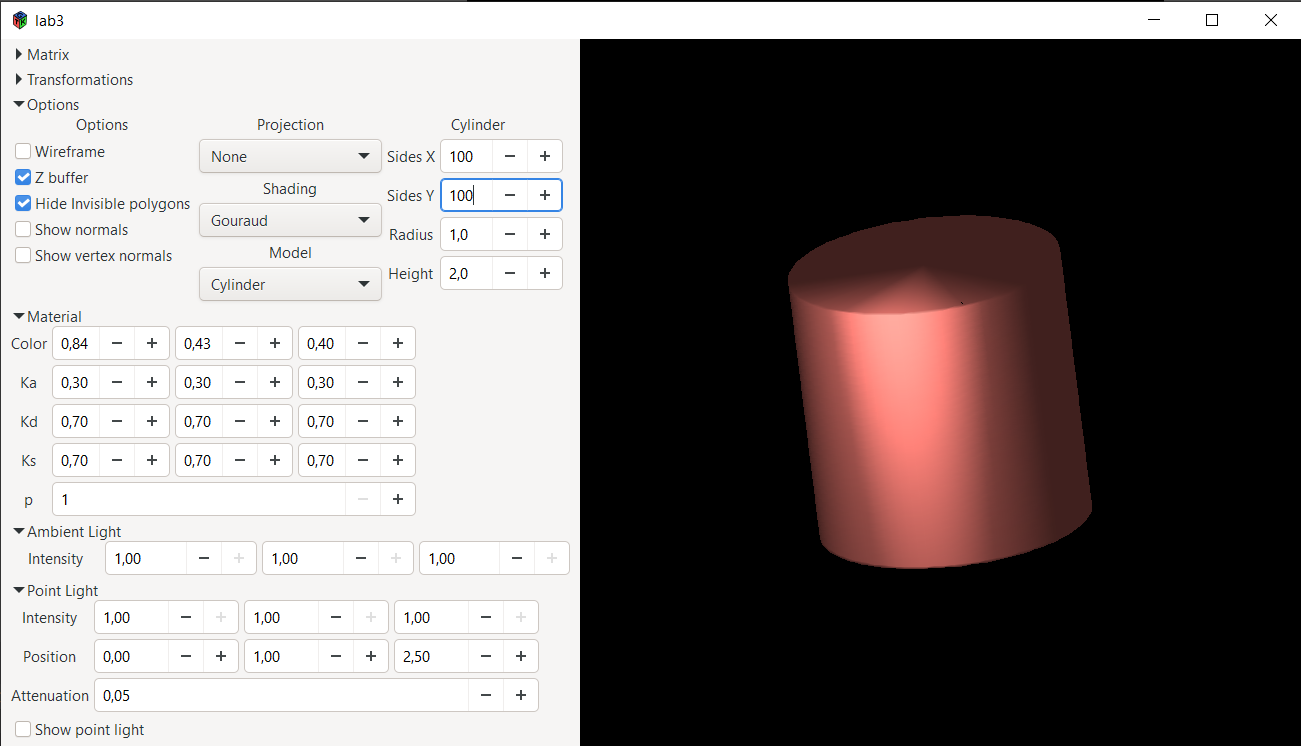 lab3
Matrix
Transformations
Options
Options Projection Cylinder
Wireframe None Sides X 100 − +
Z buffer Shading Sides Y 100 − +
Hide Invisible polygons Gouraud Radius 1,0 − +
Show normals Model Height 2,0 − +
Show vertex normals Cylinder
Material
Color 0,84 − + 0,43 − + 0,40 − +
Ka 0,30 − + 0,30 − + 0,30 − +
Kd 0,70 − + 0,70 − + 0,70 − +
Ks 0,70 − + 0,70 − + 0,70 − +
p 1 − +
Ambient Light
Intensity 1,00 − + 1,00 − + 1,00 − +
Point Light
Intensity 1,00 − + 1,00 − + 1,00 − +
Position 0,00 − + 1,00 − + 2,50 − +
Attenuation 0,05 − +
Show point light